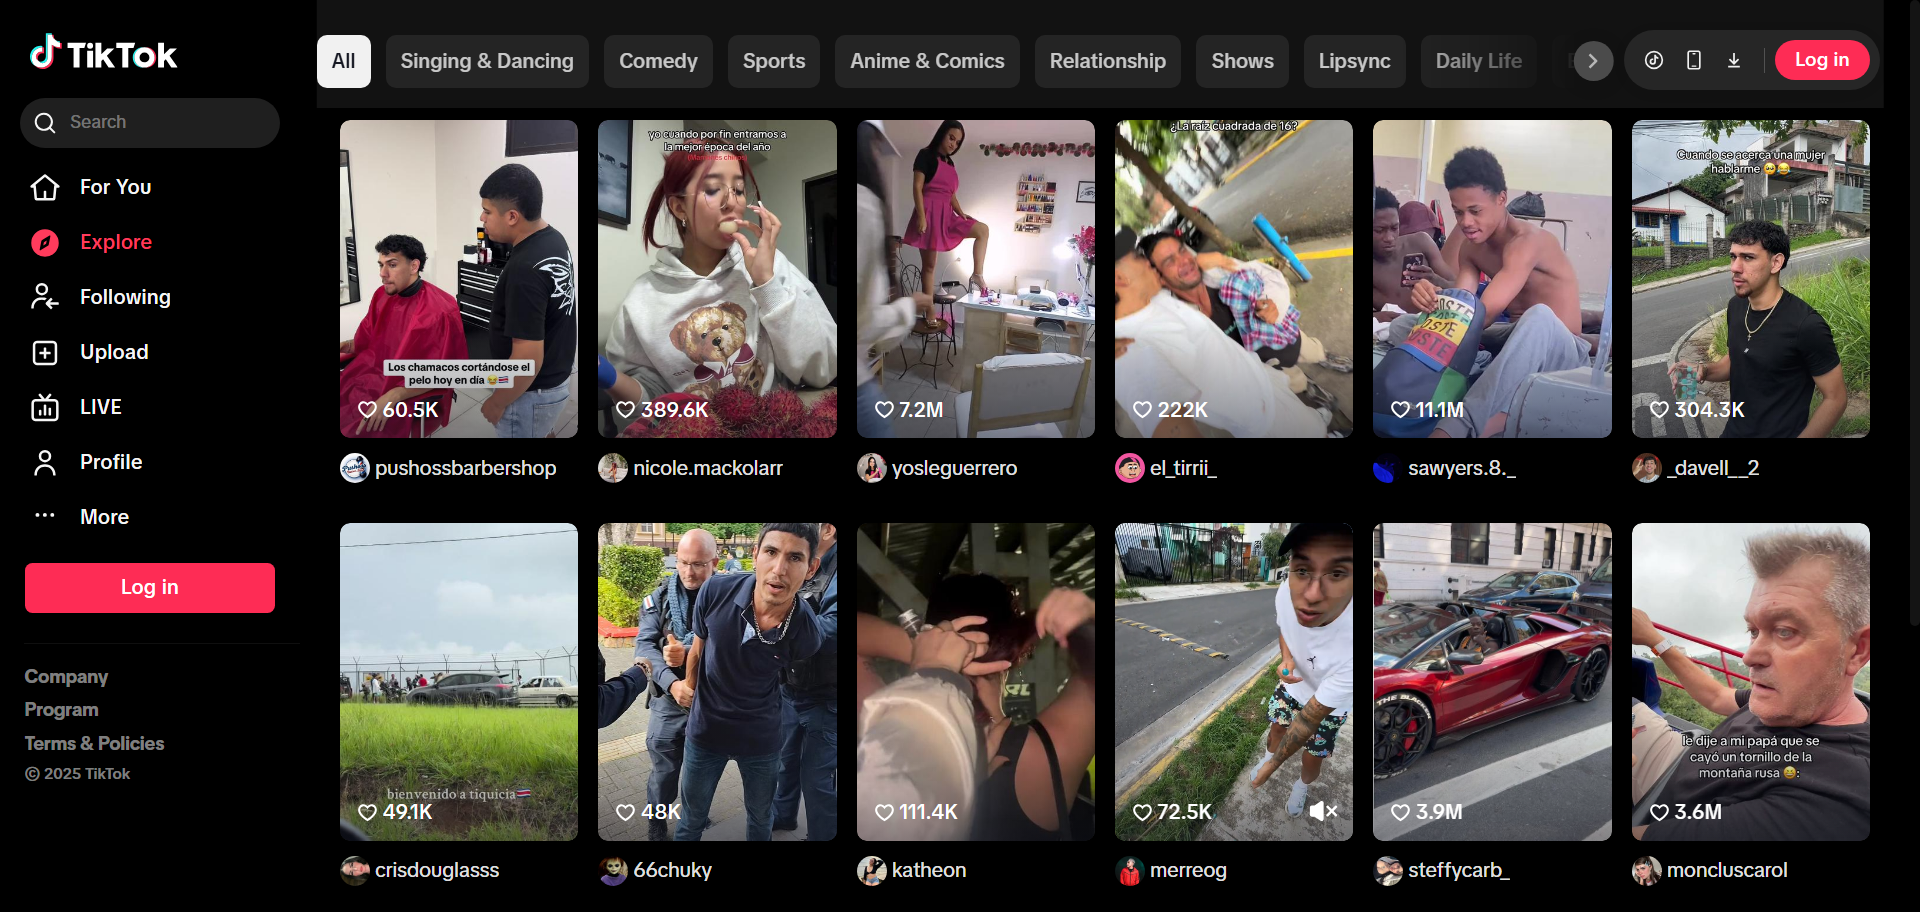 TikTok
Search
For You
Explore
Following
Upload
LIVE
Profile
More
Log in
Company
Program
Terms & Policies
© 2025 TikTok
All
Singing & Dancing
Comedy
Sports
Anime & Comics
Relationship
Shows
Lipsync
Daily Life
Log in
Los chamacos cortándose el
pelo hoy en día 😂🇨🇷
60.5K
pushossbarbershop
yo cuando por fin entramos a
la mejor época del año
(Mamones chinos)
389.6K
nicole.mackolarr
7.2M
yosleguerrero
¿La raíz cuadrada de 16?
222K
el_tirrii_
11.1M
sawyers.8._
Cuando se acerca una mujer
hablarme 🥺😂
304.3K
_davell__2
bienvenido a tiquicia🇨🇷
49.1K
crisdouglasss
48K
66chuky
111.4K
katheon
72.5K
merreog
3.9M
steffycarb_
le dije a mi papá que se
cayó un tornillo de la
montaña rusa 😂:
3.6M
moncluscarol